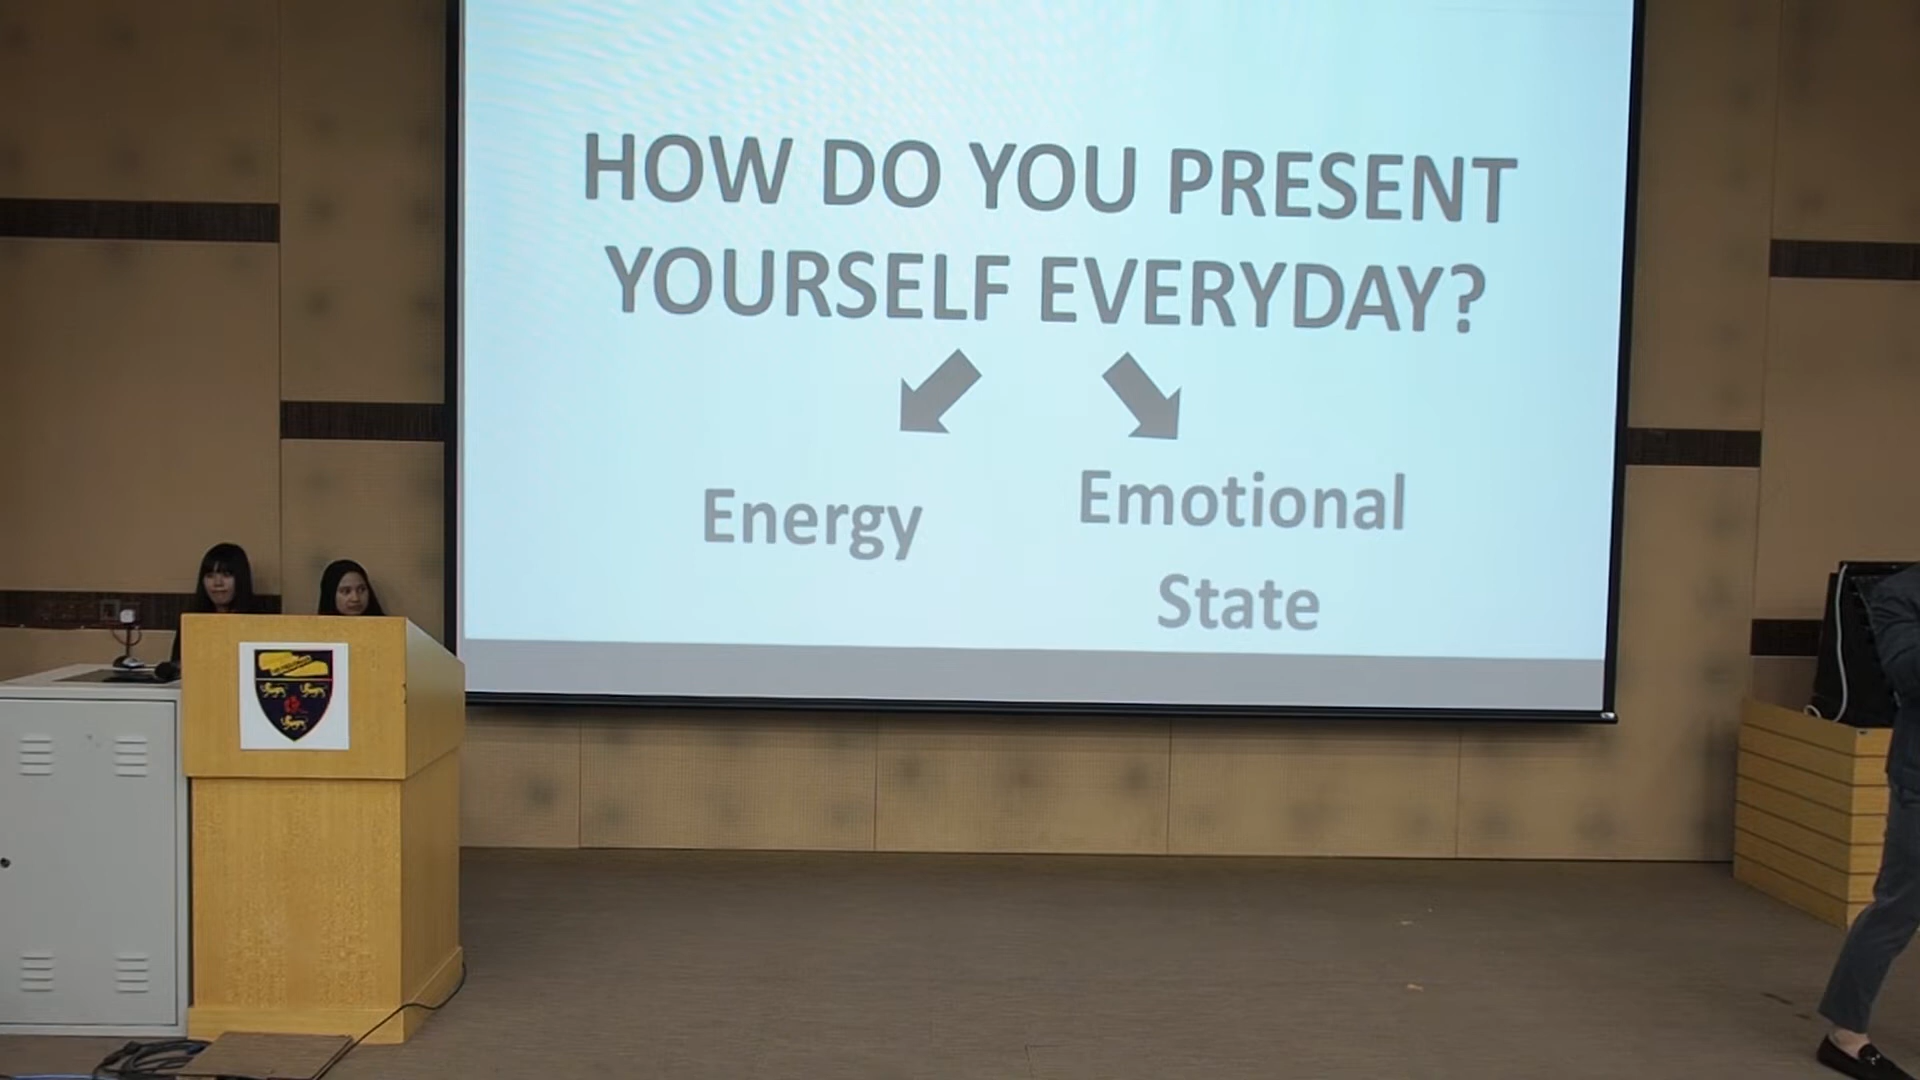 HOW DO YOU PRESENT
YOURSELF EVERYDAY?
Energy
Emotional
State